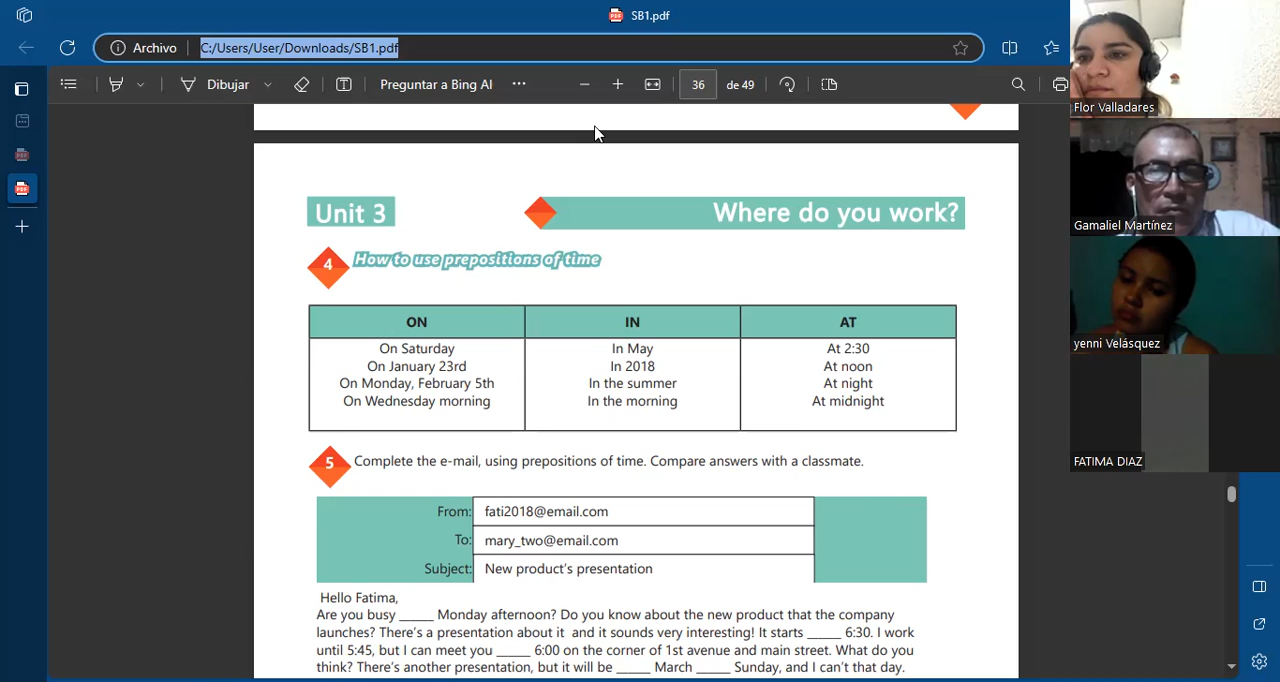 SB1.pdf
Archivo C:/Users/User/Downloads/SB1.pdf
Dibujar Preguntar a Bing AI 36 de 49
Unit 3 Where do you work?
4 How to use prepositions of time
ON IN AT
On Saturday In May At 2:30
On January 23rd In 2018 At noon
On Monday, February 5th In the summer At night
On Wednesday morning In the morning At midnight
5 Complete the e-mail, using prepositions of time. Compare answers with a classmate.
From: fati2018@email.com
To: mary_two@email.com
Subject: New product's presentation
Hello Fatima,
Are you busy _____ Monday afternoon? Do you know about the new product that the company
launches? There's a presentation about it and it sounds very interesting! It starts _____ 6:30. I work
until 5:45, but I can meet you _____ 6:00 on the corner of 1st avenue and main street. What do you
think? There's another presentation, but it will be _____ March _____ Sunday, and I can't that day.
Flor Valladares
Gamaliel Martínez
yenni Velásquez
FATIMA DIAZ